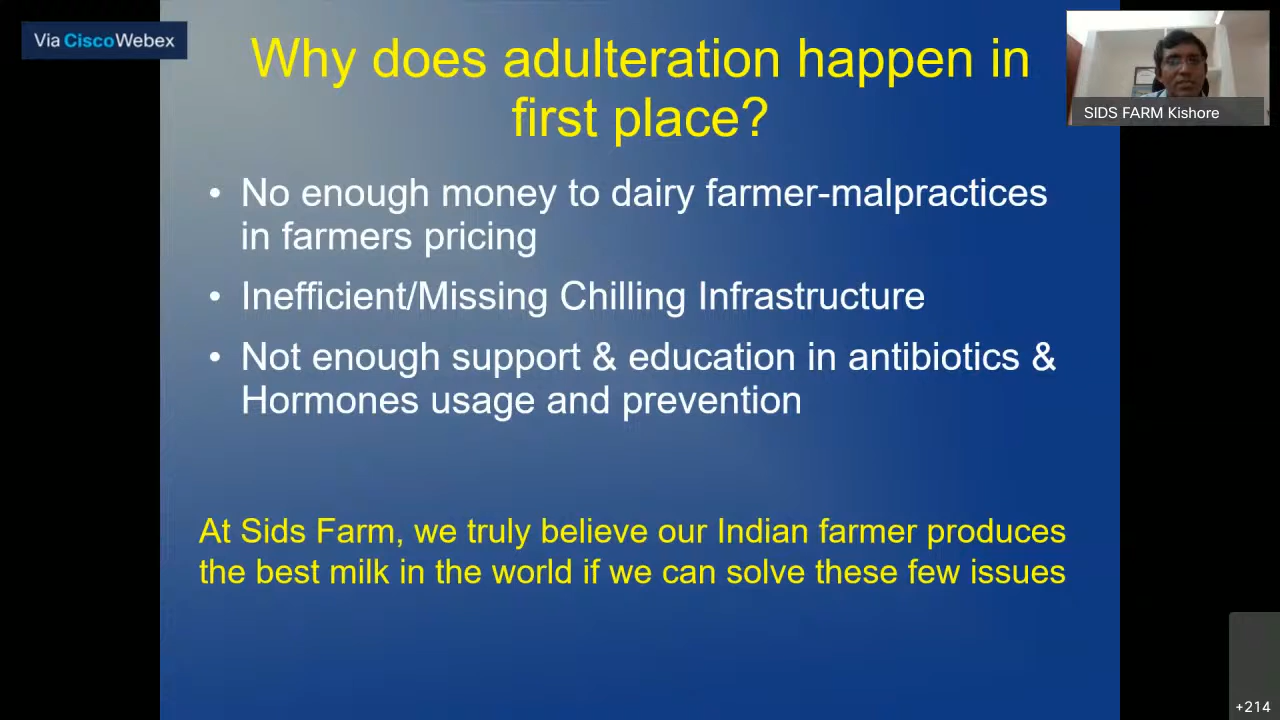 Via CiscoWebex
Why does adulteration happen in
first place?
SIDS FARM Kishore
• No enough money to dairy farmer-malpractices
in farmers pricing
• Inefficient/Missing Chilling Infrastructure
• Not enough support & education in antibiotics &
Hormones usage and prevention
At Sids Farm, we truly believe our Indian farmer produces
the best milk in the world if we can solve these few issues
+214